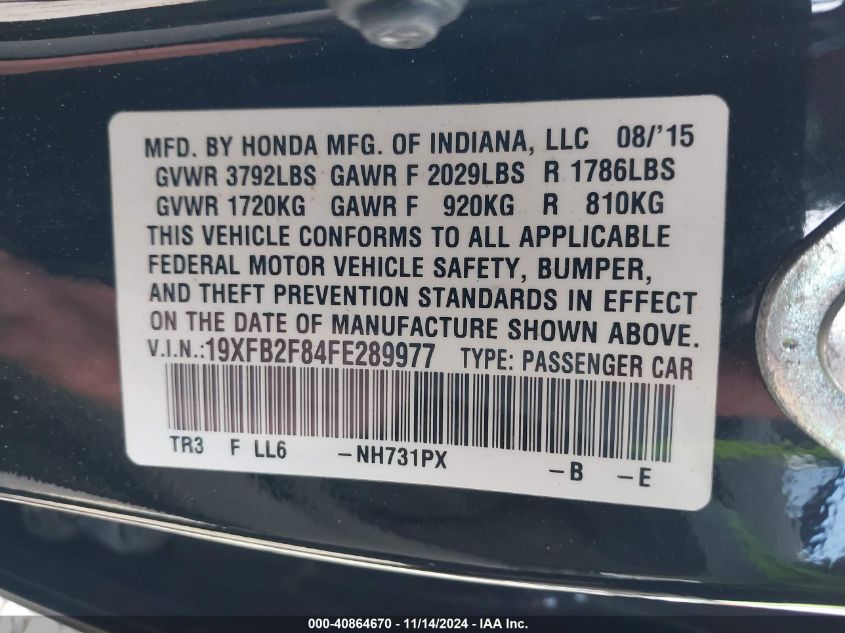 MFD. BY HONDA MFG. OF INDIANA, LLC 08/'15
GVWR 3792LBS GAWR F 2029LBS R 1786LBS
GVWR 1720KG GAWR F 920KG R 810KG
THIS VEHICLE CONFORMS TO ALL APPLICABLE
FEDERAL MOTOR VEHICLE SAFETY, BUMPER,
AND THEFT PREVENTION STANDARDS IN EFFECT
ON THE DATE OF MANUFACTURE SHOWN ABOVE.
V.I.N.:19XFB2F84FE289977 TYPE: PASSENGER CAR
TR3 F LL6 -NH731PX -B -E
000-40864670 - 11/14/2024 - IAA Inc.